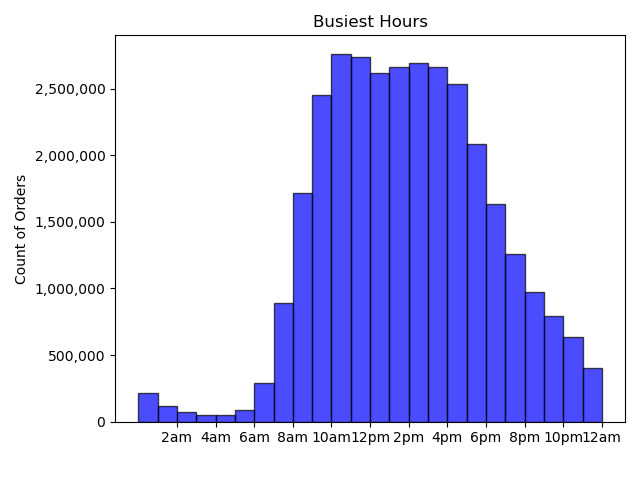 Busiest Hours
Count of Orders
2,500,000
2,000,000
1,500,000
1,000,000
500,000
0
2am 4am 6am 8am 10am 12pm 2pm 4pm 6pm 8pm 10pm 12am